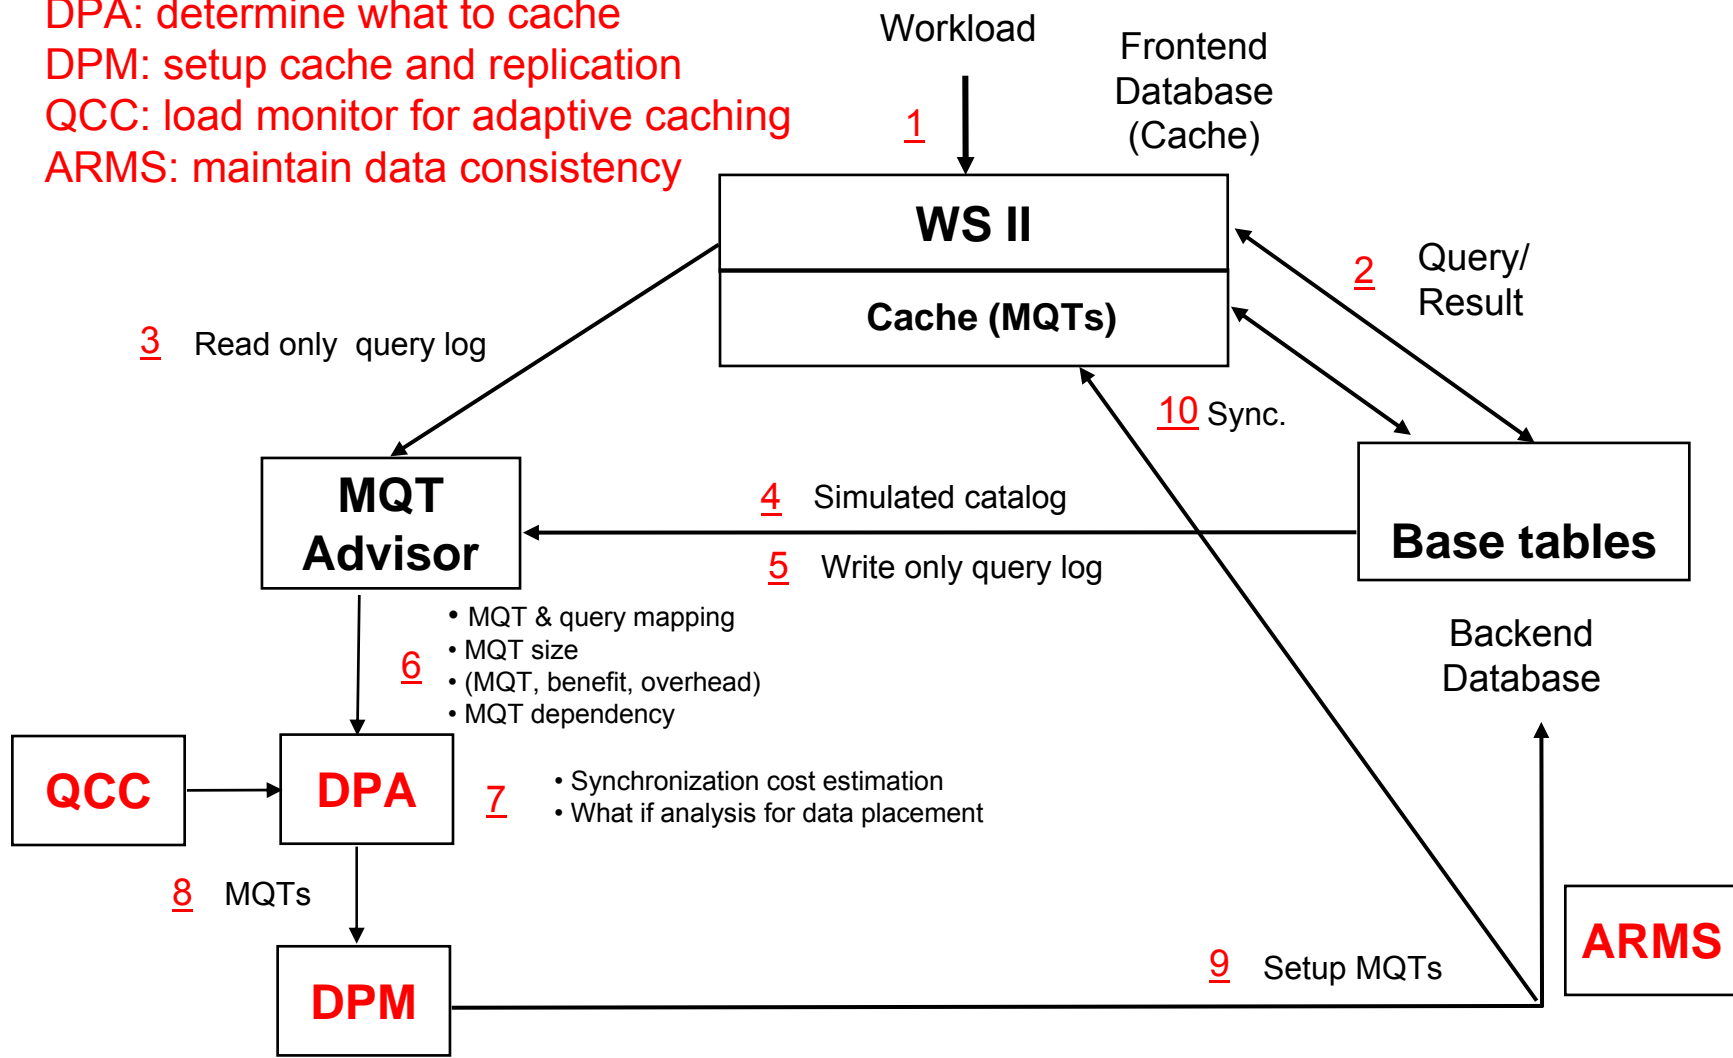 DPA: determine what to cache
DPM: setup cache and replication
QCC: load monitor for adaptive caching
ARMS: maintain data consistency
Workload
Frontend
Database
(Cache)
1
WS II
Cache (MQTs)
2
Query/
Result
3 Read only query log
10 Sync.
MQT
Advisor
4 Simulated catalog
5 Write only query log
Base tables
Backend
Database
6
• MQT & query mapping
• MQT size
• (MQT, benefit, overhead)
• MQT dependency
QCC
DPA
7
• Synchronization cost estimation
• What if analysis for data placement
8 MQTs
DPM
9 Setup MQTs
ARMS